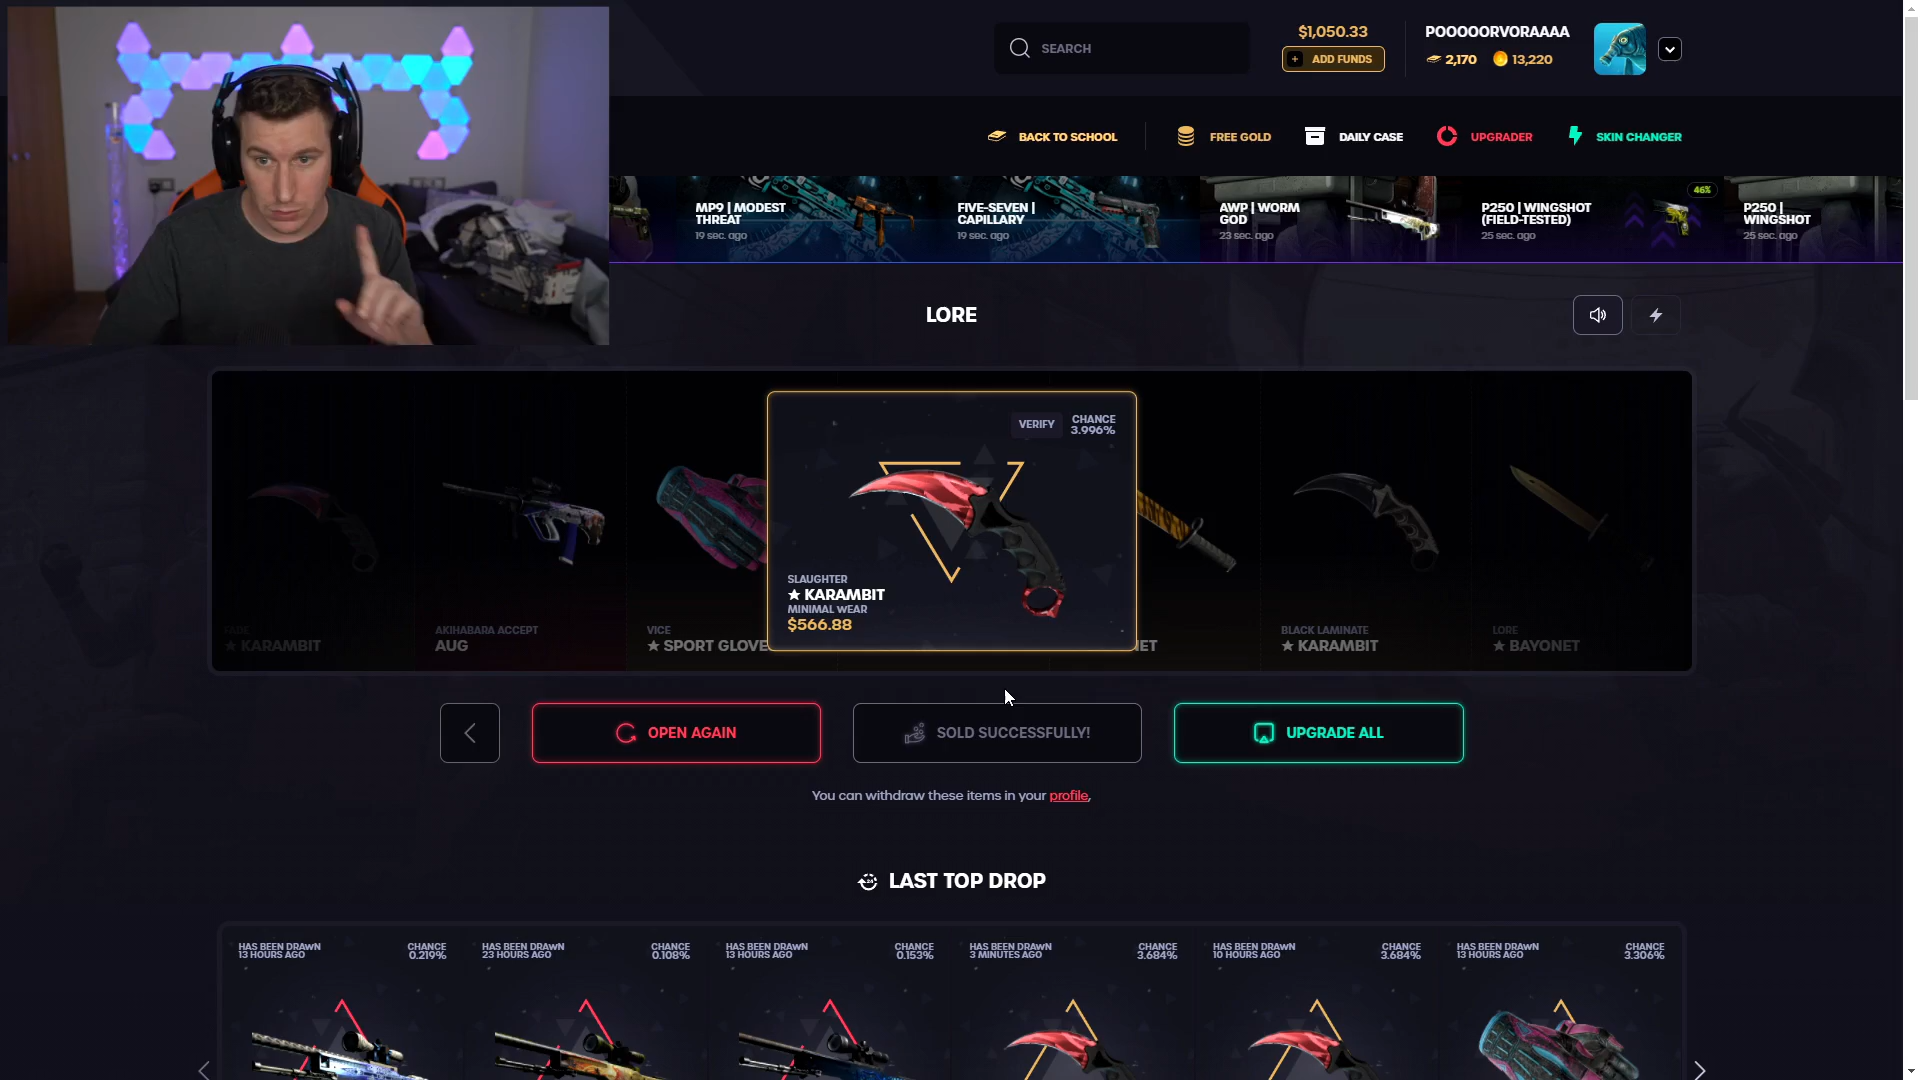 SEARCH
$1,050.33
+ ADD FUNDS
POOOOORVORAAAA
2,170 13,220
BACK TO SCHOOL
FREE GOLD
DAILY CASE
UPGRADER
SKIN CHANGER
MP9 | MODEST
THREAT
19 sec. ago
FIVE-SEVEN |
CAPILLARY
19 sec. ago
AWP | WORM
GOD
23 sec. ago
P250 | WINGSHOT
(FIELD-TESTED)
25 sec. ago
46%
P250 |
WINGSHOT
25 sec. ago
LORE
VERIFY
CHANCE
3.996%
SLAUGHTER
★ KARAMBIT
MINIMAL WEAR
$566.88
FADE
★ KARAMBIT
AKIHABARA ACCEPT
AUG
VICE
★ SPORT GLOVE
ET
BLACK LAMINATE
★ KARAMBIT
LORE
★ BAYONET
OPEN AGAIN
SOLD SUCCESSFULLY!
UPGRADE ALL
You can withdraw these items in your profile.
LAST TOP DROP
HAS BEEN DRAWN
13 HOURS AGO
CHANCE
0.219%
HAS BEEN DRAWN
23 HOURS AGO
CHANCE
0.108%
HAS BEEN DRAWN
13 HOURS AGO
CHANCE
0.153%
HAS BEEN DRAWN
3 MINUTES AGO
CHANCE
3.684%
HAS BEEN DRAWN
10 HOURS AGO
CHANCE
3.684%
HAS BEEN DRAWN
13 HOURS AGO
CHANCE
3.306%